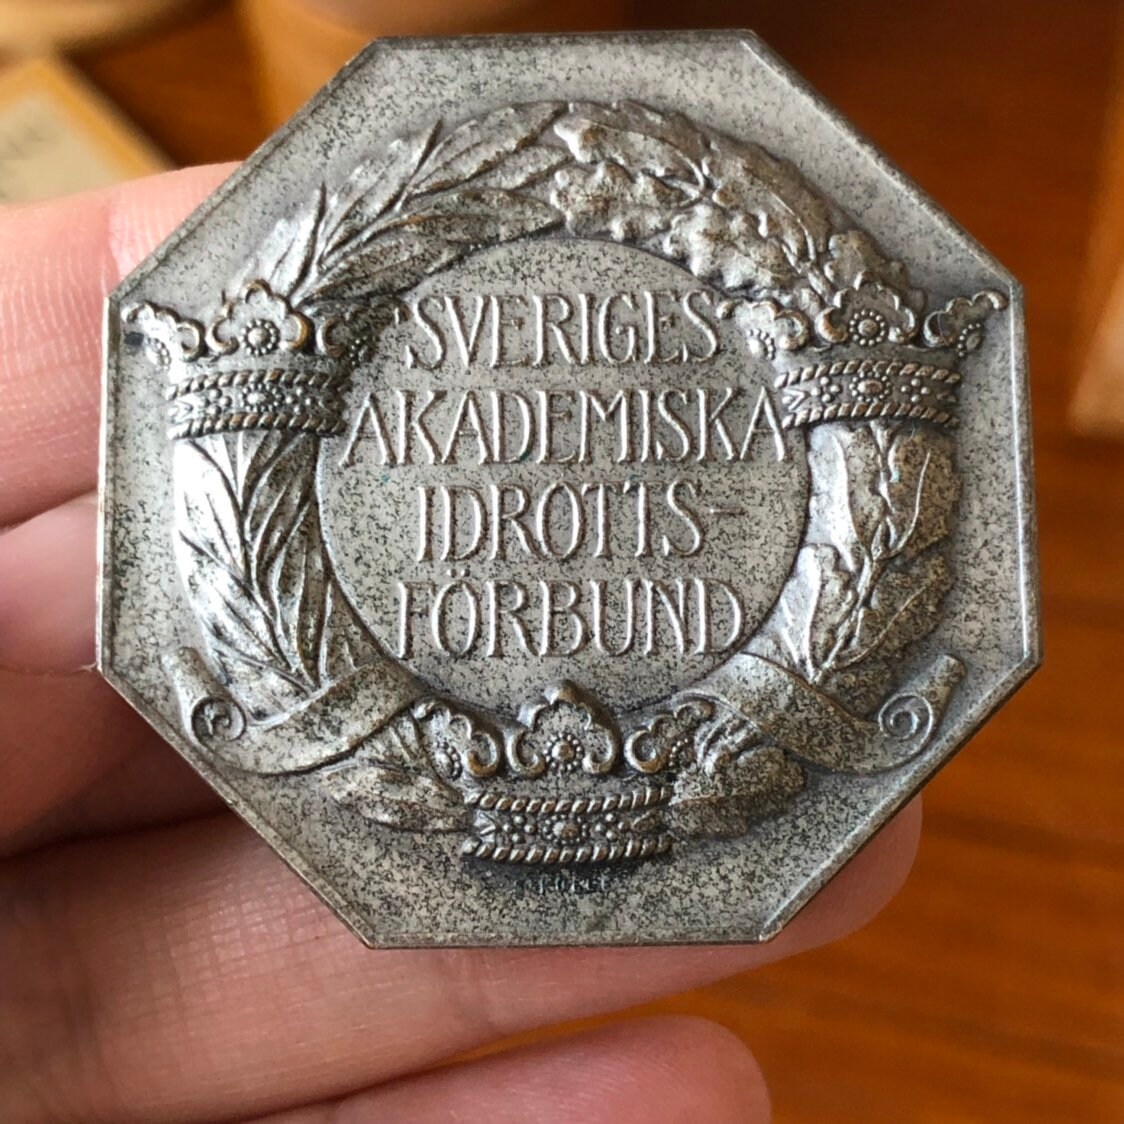 SVERIGES
AKADEMISKA
IDROTTS-
FÖRBUND